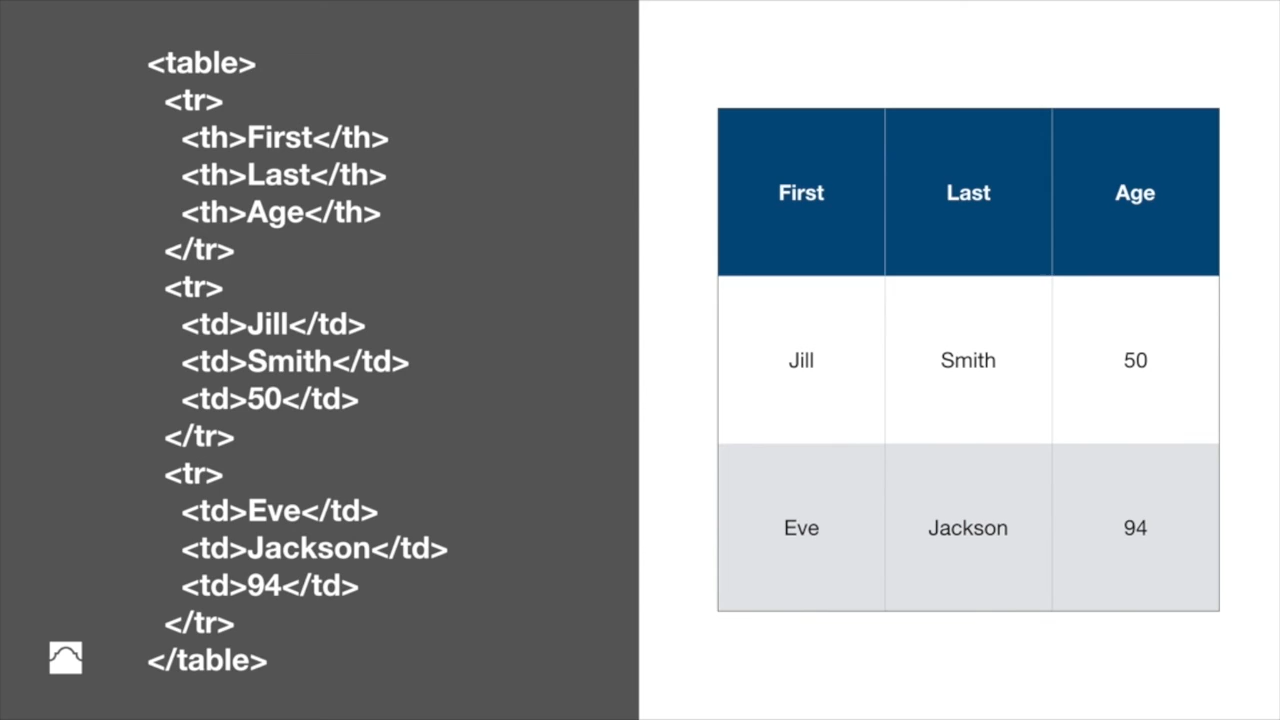 <table>
<tr>
<th>First</th>
<th>Last</th>
<th>Age</th>
</tr>
<tr>
<td>Jill</td>
<td>Smith</td>
<td>50</td>
</tr>
<tr>
<td>Eve</td>
<td>Jackson</td>
<td>94</td>
</tr>
</table>
First Last Age
Jill Smith 50
Eve Jackson 94